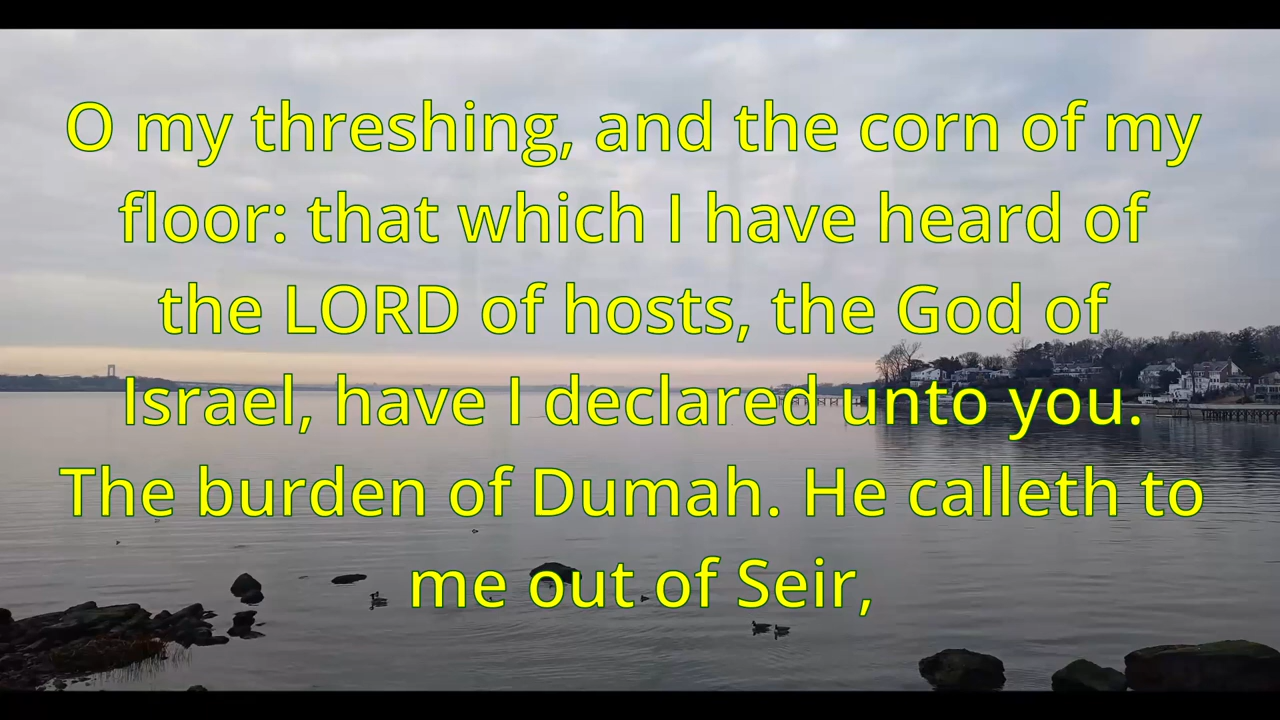 O my threshing, and the corn of my
floor: that which I have heard of
the LORD of hosts, the God of
Israel, have I declared unto you.
The burden of Dumah. He calleth to
me out of Seir,